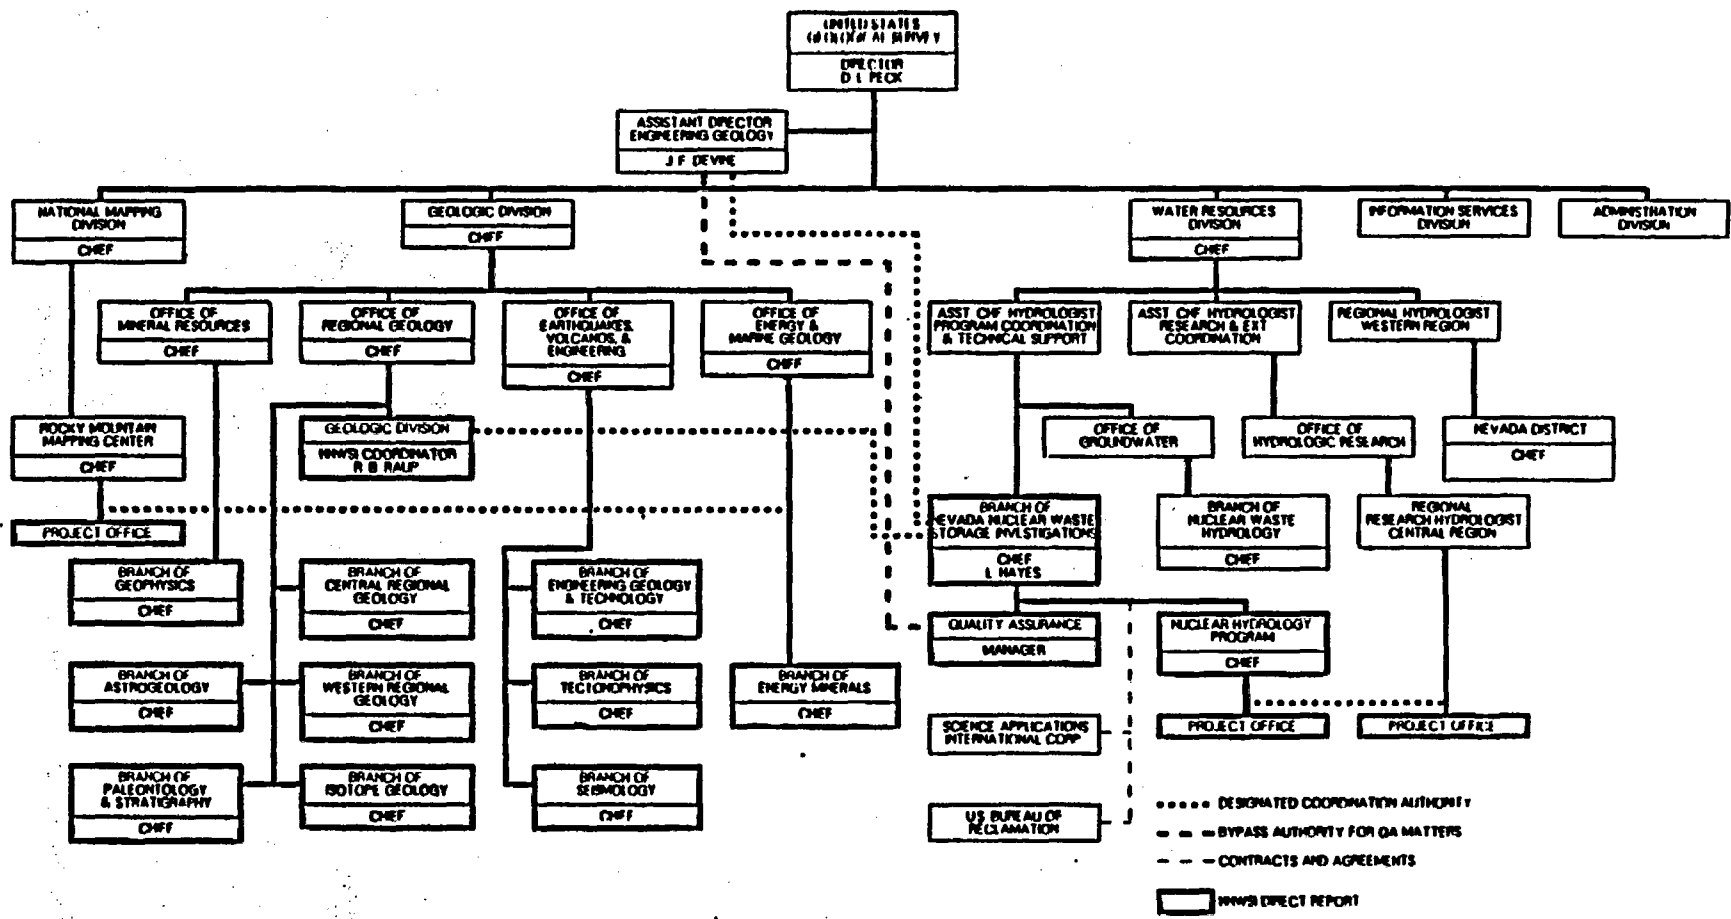 UNITED STATES
GEOLOGICAL SURVEY
DIRECTOR
D L PECK
ASSISTANT DIRECTOR
ENGINEERING GEOLOGY
J F DEVINE
NATIONAL MAPPING
DIVISION
CHIEF
GEOLOGIC DIVISION
CHIEF
WATER RESOURCES
DIVISION
CHIEF
INFORMATION SERVICES
DIVISION
ADMINISTRATION
DIVISION
OFFICE OF
MINERAL RESOURCES
CHIEF
OFFICE OF
REGIONAL GEOLOGY
CHIEF
OFFICE OF
EARTHQUAKES,
VOLCANOS, &
ENGINEERING
CHIEF
OFFICE OF
ENERGY &
MARINE GEOLOGY
CHIEF
ASST CHF HYDROLOGIST
PROGRAM COORDINATION
& TECHNICAL SUPPORT
ASST CHF HYDROLOGIST
RESEARCH & EXT
COORDINATION
REGIONAL HYDROLOGIST
WESTERN REGION
ROCKY MOUNTAIN
MAPPING CENTER
CHIEF
GEOLOGIC DIVISION
NNWSI COORDINATOR
R B RAUP
OFFICE OF
GROUNDWATER
OFFICE OF
HYDROLOGIC RESEARCH
NEVADA DISTRICT
CHIEF
PROJECT OFFICE
BRANCH OF
NEVADA NUCLEAR WASTE
STORAGE INVESTIGATIONS
CHIEF
L HAYES
BRANCH OF
NUCLEAR WASTE
HYDROLOGY
CHIEF
REGIONAL
RESEARCH HYDROLOGIST
CENTRAL REGION
BRANCH OF
GEOPHYSICS
CHIEF
BRANCH OF
CENTRAL REGIONAL
GEOLOGY
CHIEF
BRANCH OF
ENGINEERING GEOLOGY
& TECHNOLOGY
CHIEF
QUALITY ASSURANCE
MANAGER
NUCLEAR HYDROLOGY
PROGRAM
CHIEF
BRANCH OF
ASTROGEOLOGY
CHIEF
BRANCH OF
WESTERN REGIONAL
GEOLOGY
CHIEF
BRANCH OF
TECTONOPHYSICS
CHIEF
BRANCH OF
ENERGY MINERALS
CHIEF
SCIENCE APPLICATIONS
INTERNATIONAL CORP
PROJECT OFFICE
PROJECT OFFICE
BRANCH OF
PALEONTOLOGY
& STRATIGRAPHY
CHIEF
BRANCH OF
ISOTOPE GEOLOGY
CHIEF
BRANCH OF
SEISMOLOGY
CHIEF
US BUREAU OF
RECLAMATION
DESIGNATED COORDINATION AUTHORITY
BYPASS AUTHORITY FOR QA MATTERS
CONTRACTS AND AGREEMENTS
NNWSI DIRECT REPORT